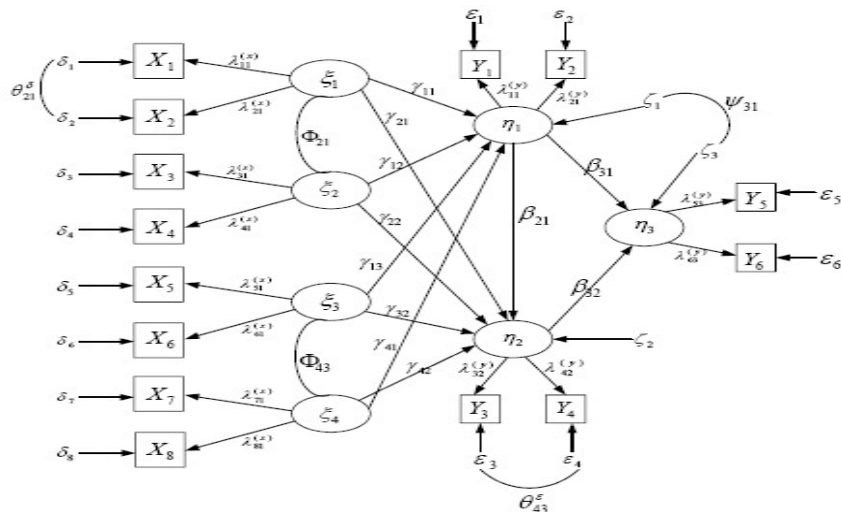 ε₁ ε₂
δ₁ X₁ λ₁₁⁽ˣ⁾ ξ₁ γ₁₁ Y₁ Y₂
θ₂₁^δ λ₁₁⁽ʸ⁾ λ₂₁⁽ʸ⁾ ζ₁ ψ₃₁
δ₂ X₂ λ₂₁⁽ˣ⁾ γ₂₁ η₁
Φ₂₁ ζ₃
δ₃ X₃ λ₃₁⁽ˣ⁾ γ₁₂ β₃₁
ξ₂ λ₅₃⁽ʸ⁾ Y₅ ε₅
δ₄ X₄ λ₄₁⁽ˣ⁾ γ₂₂ β₂₁ η₃
γ₁₃ λ₆₃⁽ʸ⁾ Y₆ ε₆
δ₅ X₅ λ₅₁⁽ˣ⁾ β₃₂
ξ₃ γ₃₂
δ₆ X₆ λ₆₁⁽ˣ⁾ γ₄₁ η₂ ζ₂
Φ₄₃ γ₄₂ λ₃₂⁽ʸ⁾ λ₄₂⁽ʸ⁾
δ₇ X₇ λ₇₁⁽ˣ⁾
ξ₄ Y₃ Y₄
δ₈ X₈ λ₈₁⁽ˣ⁾
ε₃ ε₄
θ₄₃^ε